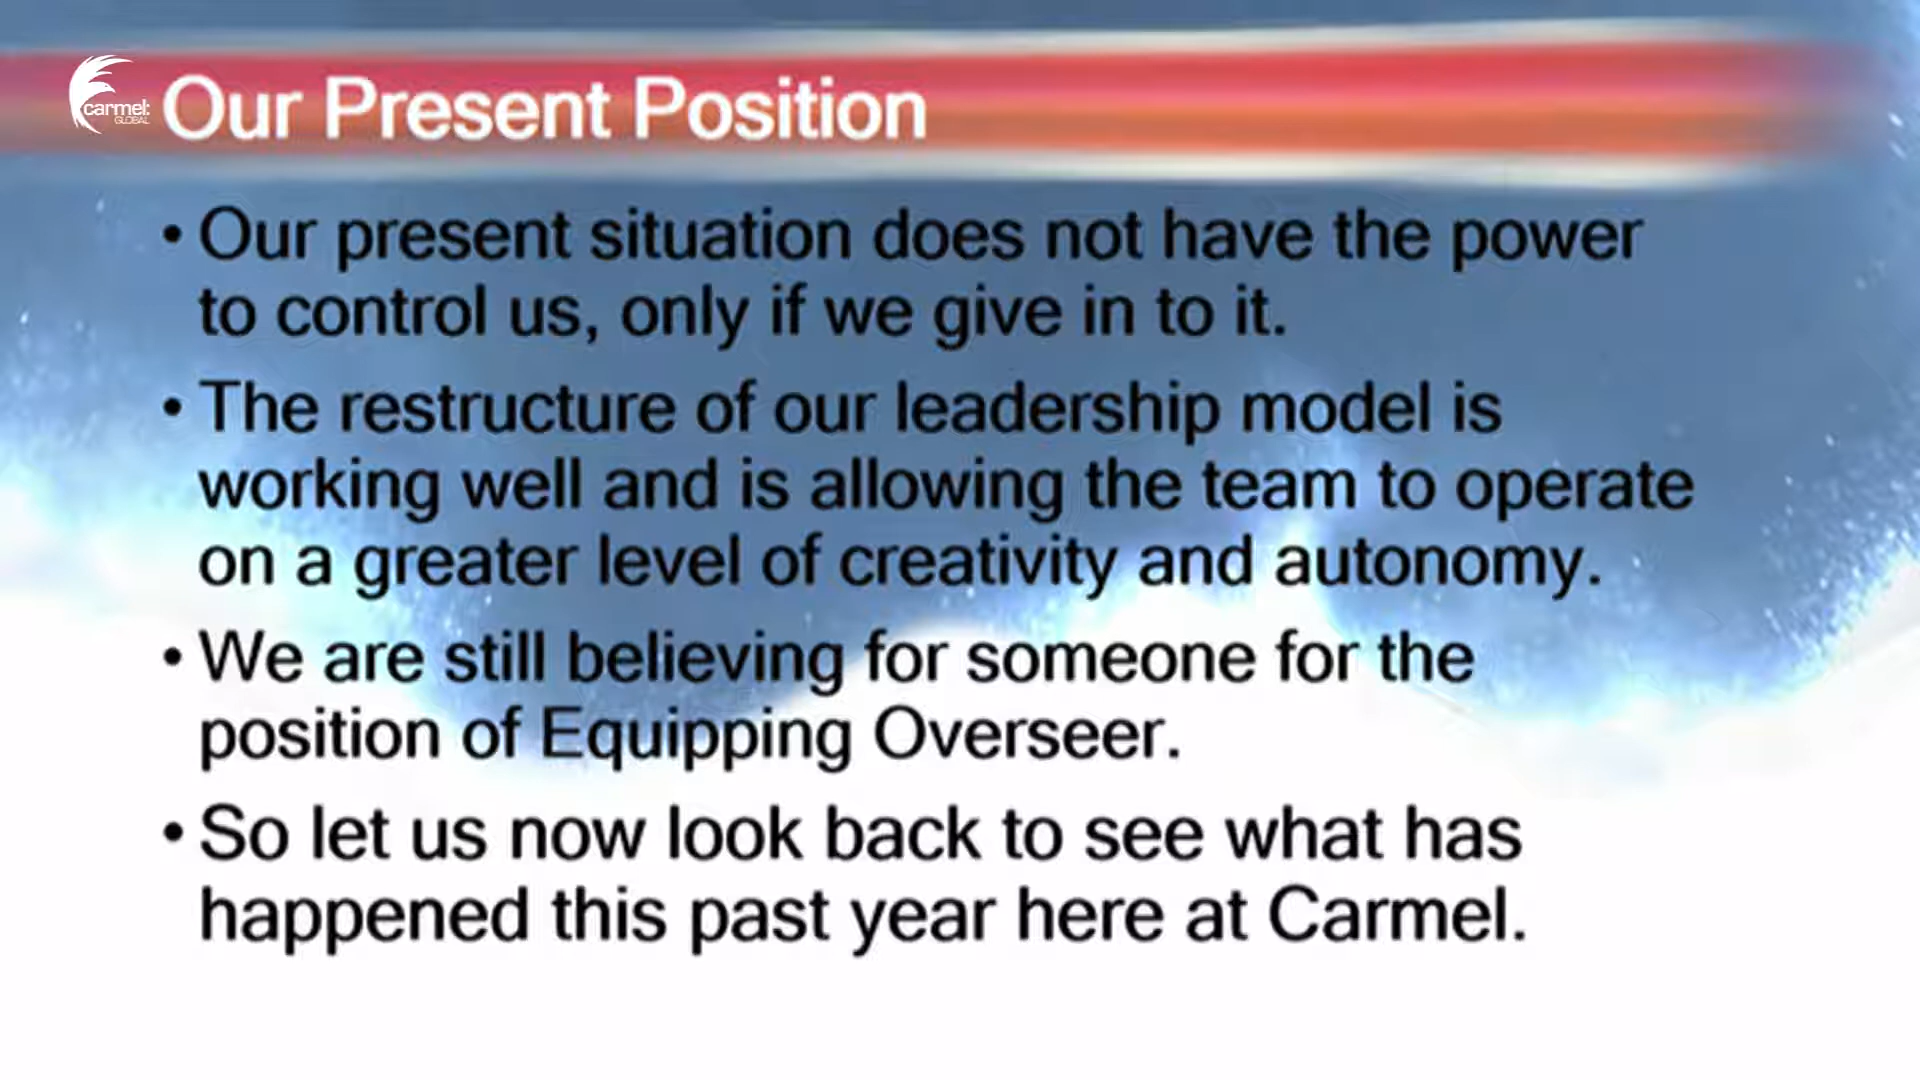 carmel:
GLOBAL
Our Present Position
• Our present situation does not have the power
to control us, only if we give in to it.
• The restructure of our leadership model is
working well and is allowing the team to operate
on a greater level of creativity and autonomy.
• We are still believing for someone for the
position of Equipping Overseer.
• So let us now look back to see what has
happened this past year here at Carmel.